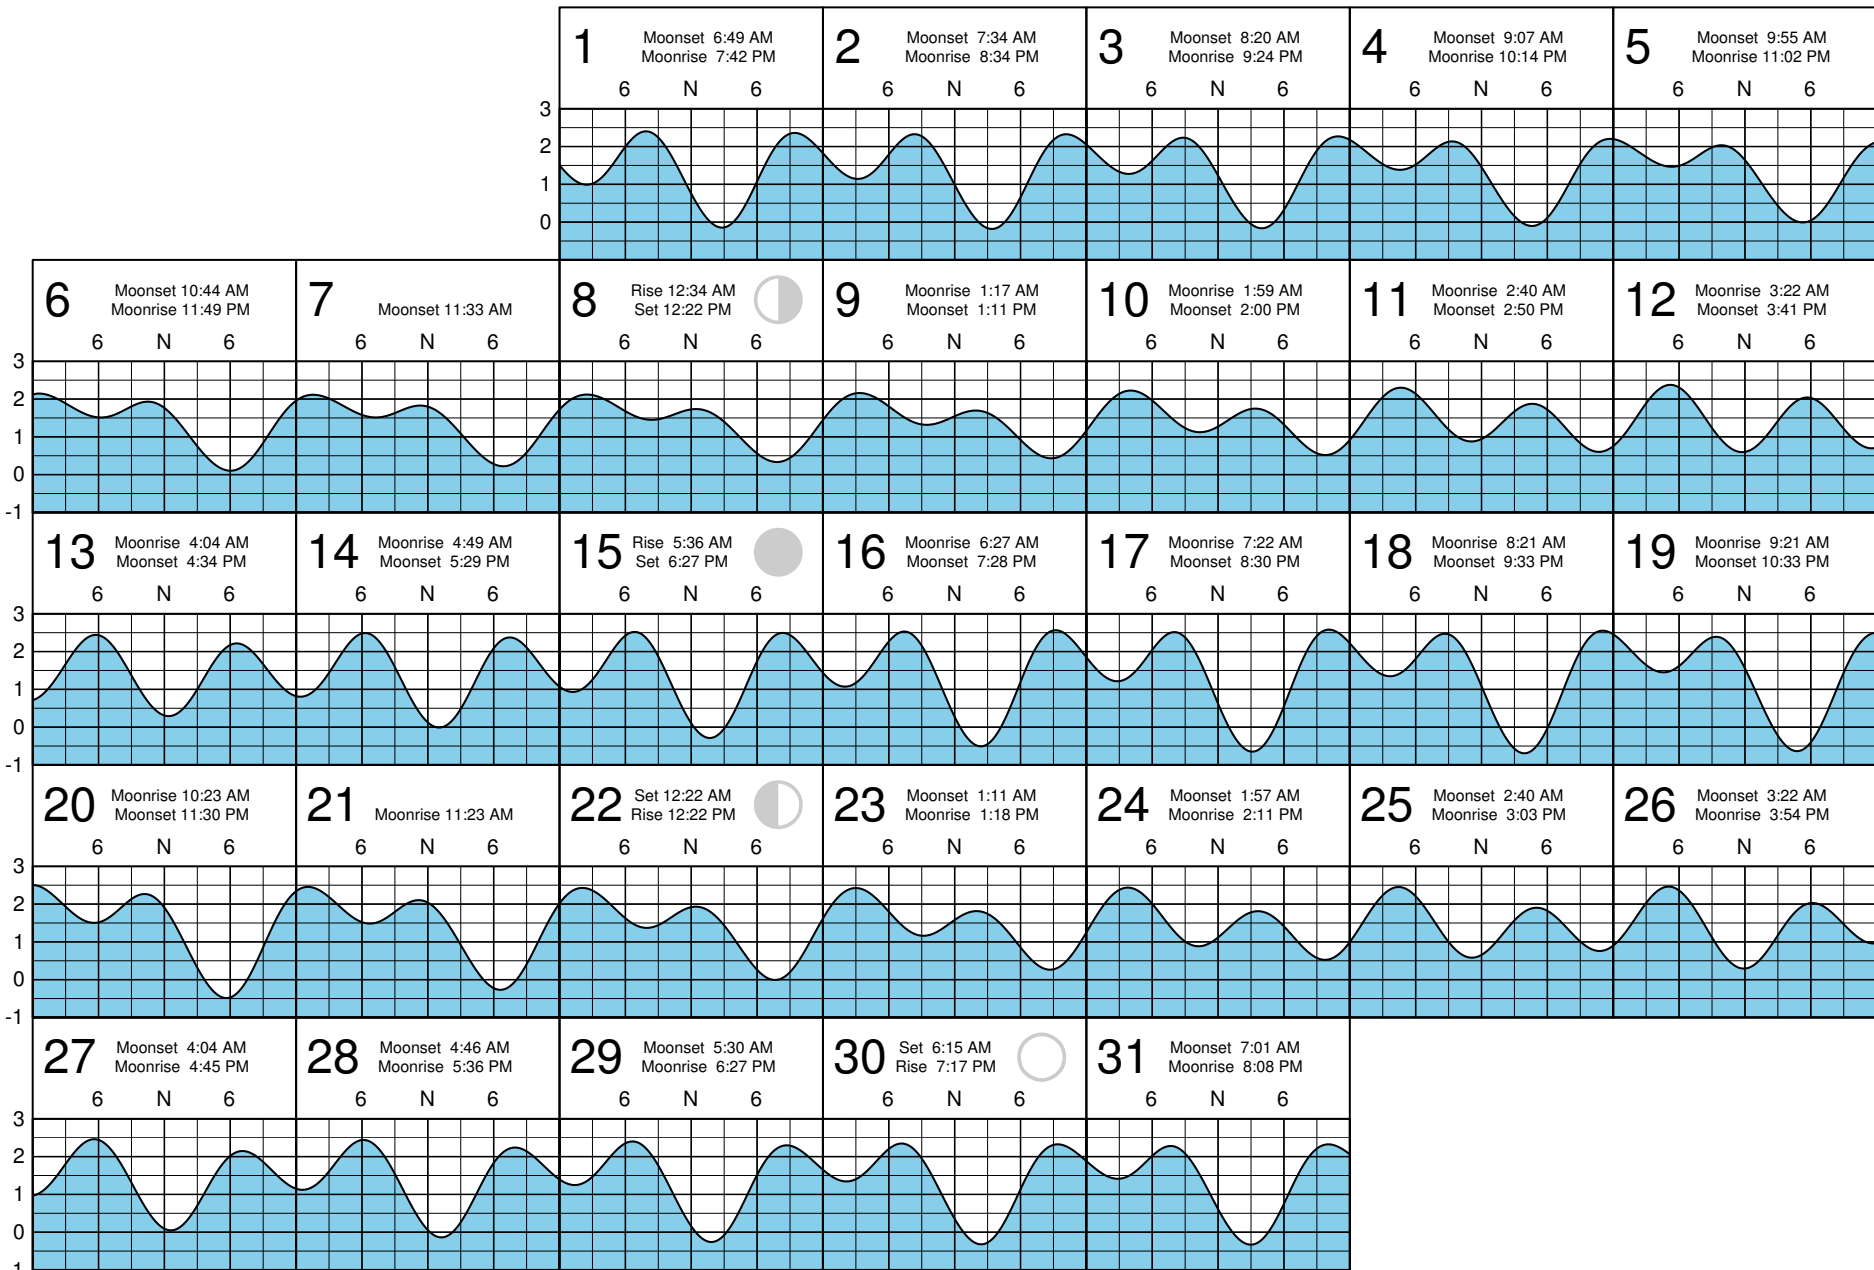 1 Moonset 6:49 AM
Moonrise 7:42 PM
2 Moonset 7:34 AM
Moonrise 8:34 PM
3 Moonset 8:20 AM
Moonrise 9:24 PM
4 Moonset 9:07 AM
Moonrise 10:14 PM
5 Moonset 9:55 AM
Moonrise 11:02 PM
6 N 6 6 N 6 6 N 6 6 N 6 6 N 6
3
2
1
0
6 Moonset 10:44 AM
Moonrise 11:49 PM
7 Moonset 11:33 AM
8 Rise 12:34 AM
Set 12:22 PM
9 Moonrise 1:17 AM
Moonset 1:11 PM
10 Moonrise 1:59 AM
Moonset 2:00 PM
11 Moonrise 2:40 AM
Moonset 2:50 PM
12 Moonrise 3:22 AM
Moonset 3:41 PM
6 N 6 6 N 6 6 N 6 6 N 6 6 N 6 6 N 6 6 N 6
3
2
1
0
-1
13 Moonrise 4:04 AM
Moonset 4:34 PM
14 Moonrise 4:49 AM
Moonset 5:29 PM
15 Rise 5:36 AM
Set 6:27 PM
16 Moonrise 6:27 AM
Moonset 7:28 PM
17 Moonrise 7:22 AM
Moonset 8:30 PM
18 Moonrise 8:21 AM
Moonset 9:33 PM
19 Moonrise 9:21 AM
Moonset 10:33 PM
6 N 6 6 N 6 6 N 6 6 N 6 6 N 6 6 N 6 6 N 6
3
2
1
0
-1
20 Moonrise 10:23 AM
Moonset 11:30 PM
21 Moonrise 11:23 AM
22 Set 12:22 AM
Rise 12:22 PM
23 Moonset 1:11 AM
Moonrise 1:18 PM
24 Moonset 1:57 AM
Moonrise 2:11 PM
25 Moonset 2:40 AM
Moonrise 3:03 PM
26 Moonset 3:22 AM
Moonrise 3:54 PM
6 N 6 6 N 6 6 N 6 6 N 6 6 N 6 6 N 6 6 N 6
3
2
1
0
-1
27 Moonset 4:04 AM
Moonrise 4:45 PM
28 Moonset 4:46 AM
Moonrise 5:36 PM
29 Moonset 5:30 AM
Moonrise 6:27 PM
30 Set 6:15 AM
Rise 7:17 PM
31 Moonset 7:01 AM
Moonrise 8:08 PM
6 N 6 6 N 6 6 N 6 6 N 6 6 N 6
3
2
1
0
-1